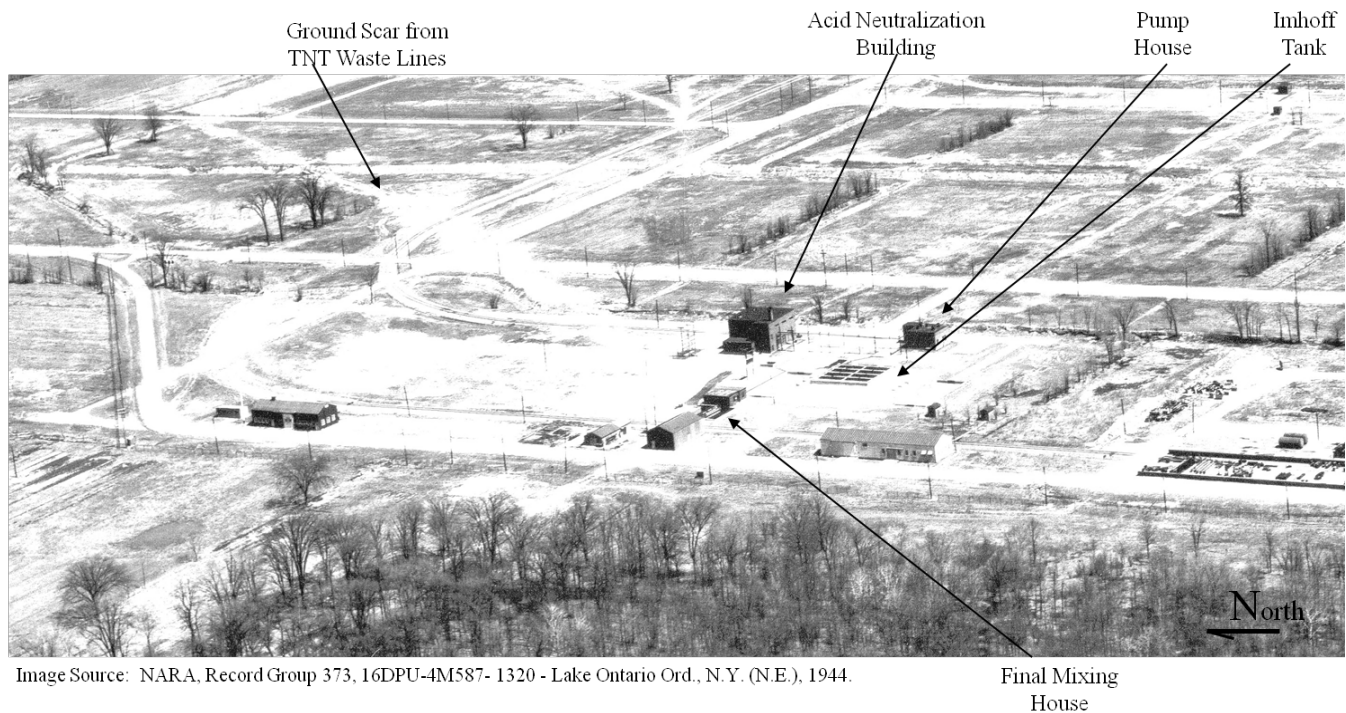 Ground Scar from
TNT Waste Lines
Acid Neutralization
Building
Pump
House
Imhoff
Tank
North
Image Source: NARA, Record Group 373, 16DPU-4M587- 1320 - Lake Ontario Ord., N.Y. (N.E.), 1944.
Final Mixing
House